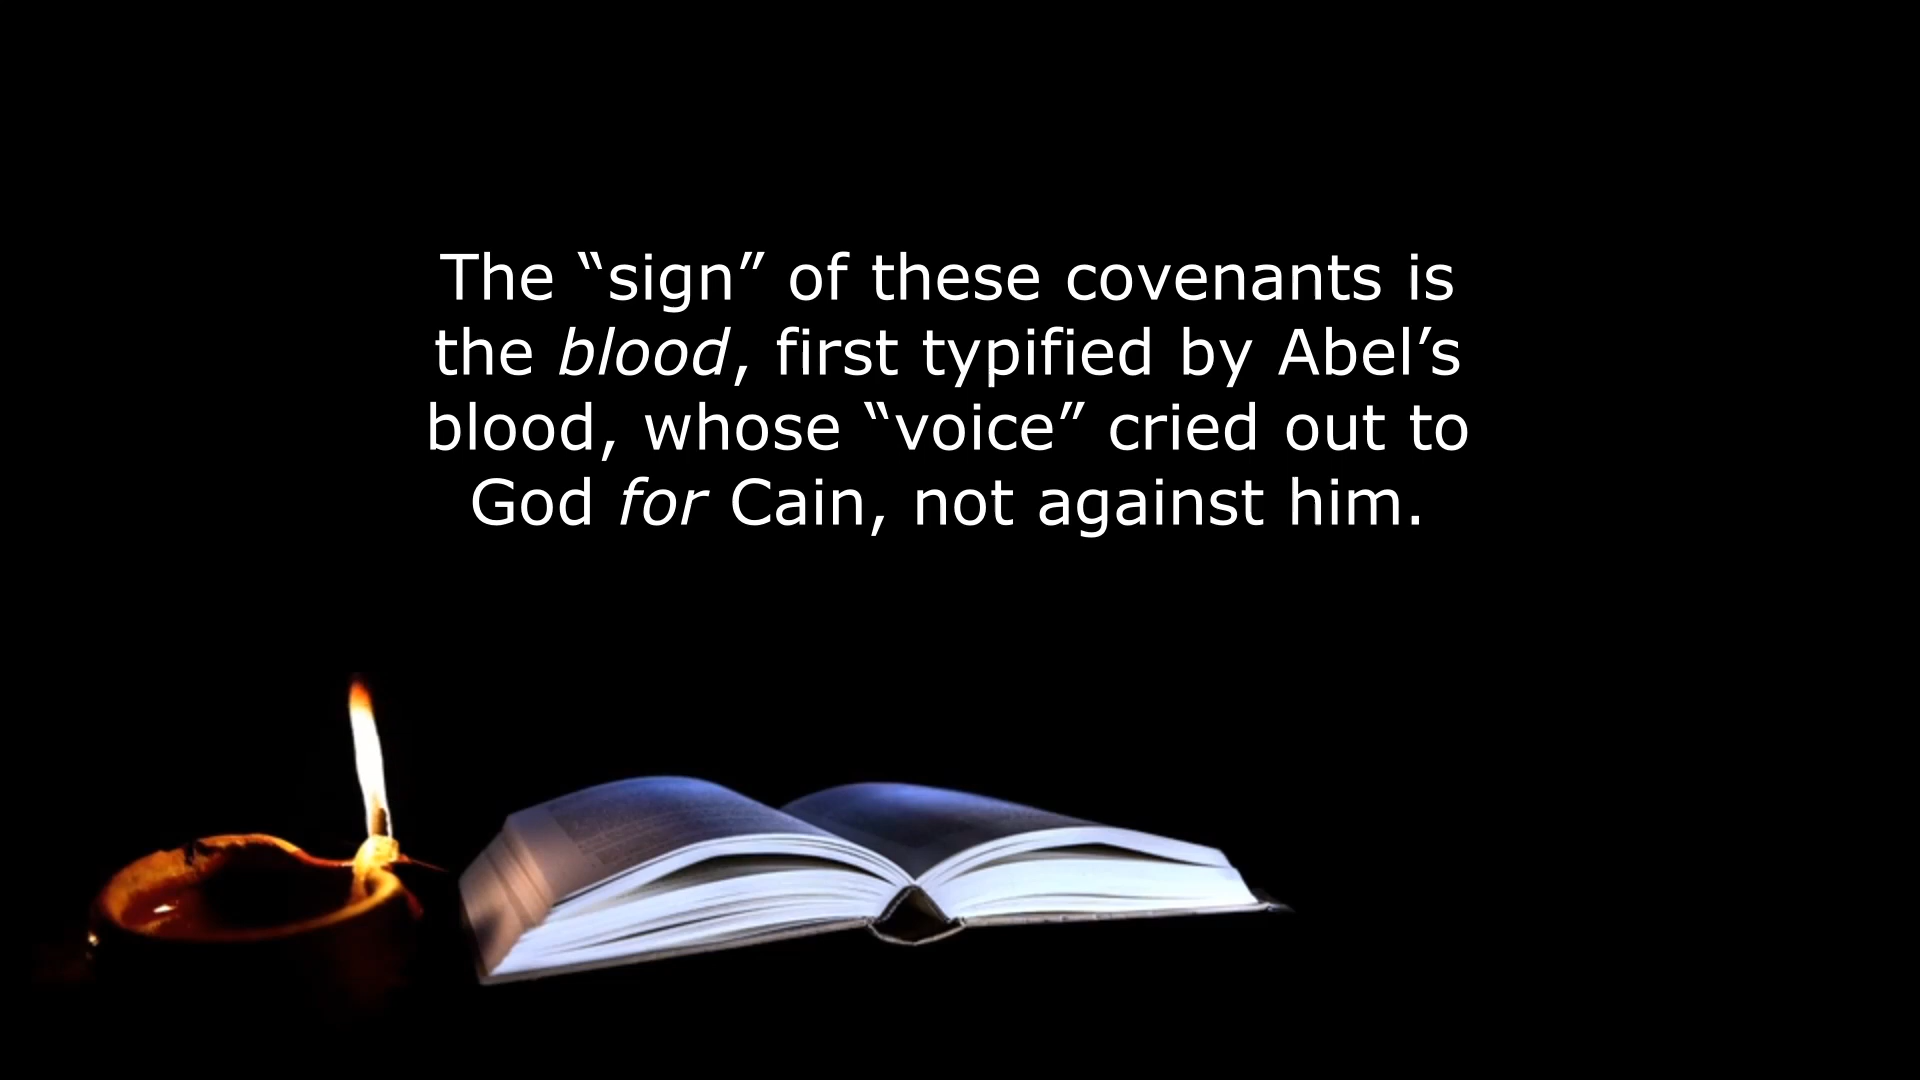 The “sign” of these covenants is
the blood, first typified by Abel’s
blood, whose “voice” cried out to
God for Cain, not against him.